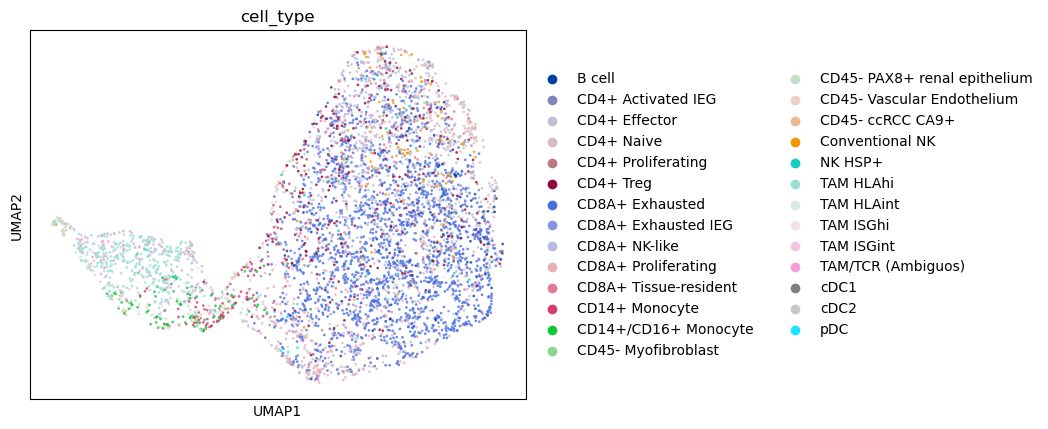 cell_type
UMAP2
UMAP1
B cell
CD4+ Activated IEG
CD4+ Effector
CD4+ Naive
CD4+ Proliferating
CD4+ Treg
CD8A+ Exhausted
CD8A+ Exhausted IEG
CD8A+ NK-like
CD8A+ Proliferating
CD8A+ Tissue-resident
CD14+ Monocyte
CD14+/CD16+ Monocyte
CD45- Myofibroblast
CD45- PAX8+ renal epithelium
CD45- Vascular Endothelium
CD45- ccRCC CA9+
Conventional NK
NK HSP+
TAM HLAhi
TAM HLAint
TAM ISGhi
TAM ISGint
TAM/TCR (Ambiguos)
cDC1
cDC2
pDC